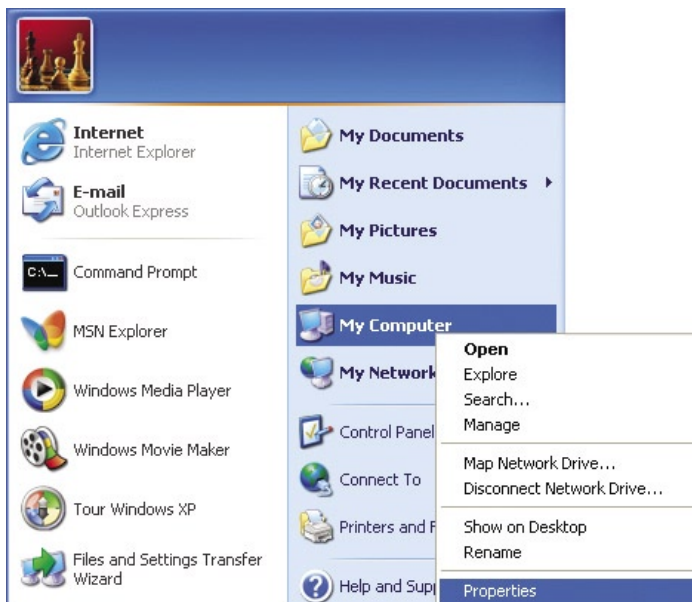 Internet
Internet Explorer
E-mail
Outlook Express
C:\_
Command Prompt
MSN Explorer
Windows Media Player
Windows Movie Maker
Tour Windows XP
Files and Settings Transfer
Wizard
My Documents
My Recent Documents
My Pictures
My Music
My Computer
My Network
Control Panel
Connect To
Printers and F
Help and Sup
Open
Explore
Search...
Manage
Map Network Drive...
Disconnect Network Drive...
Show on Desktop
Rename
Properties